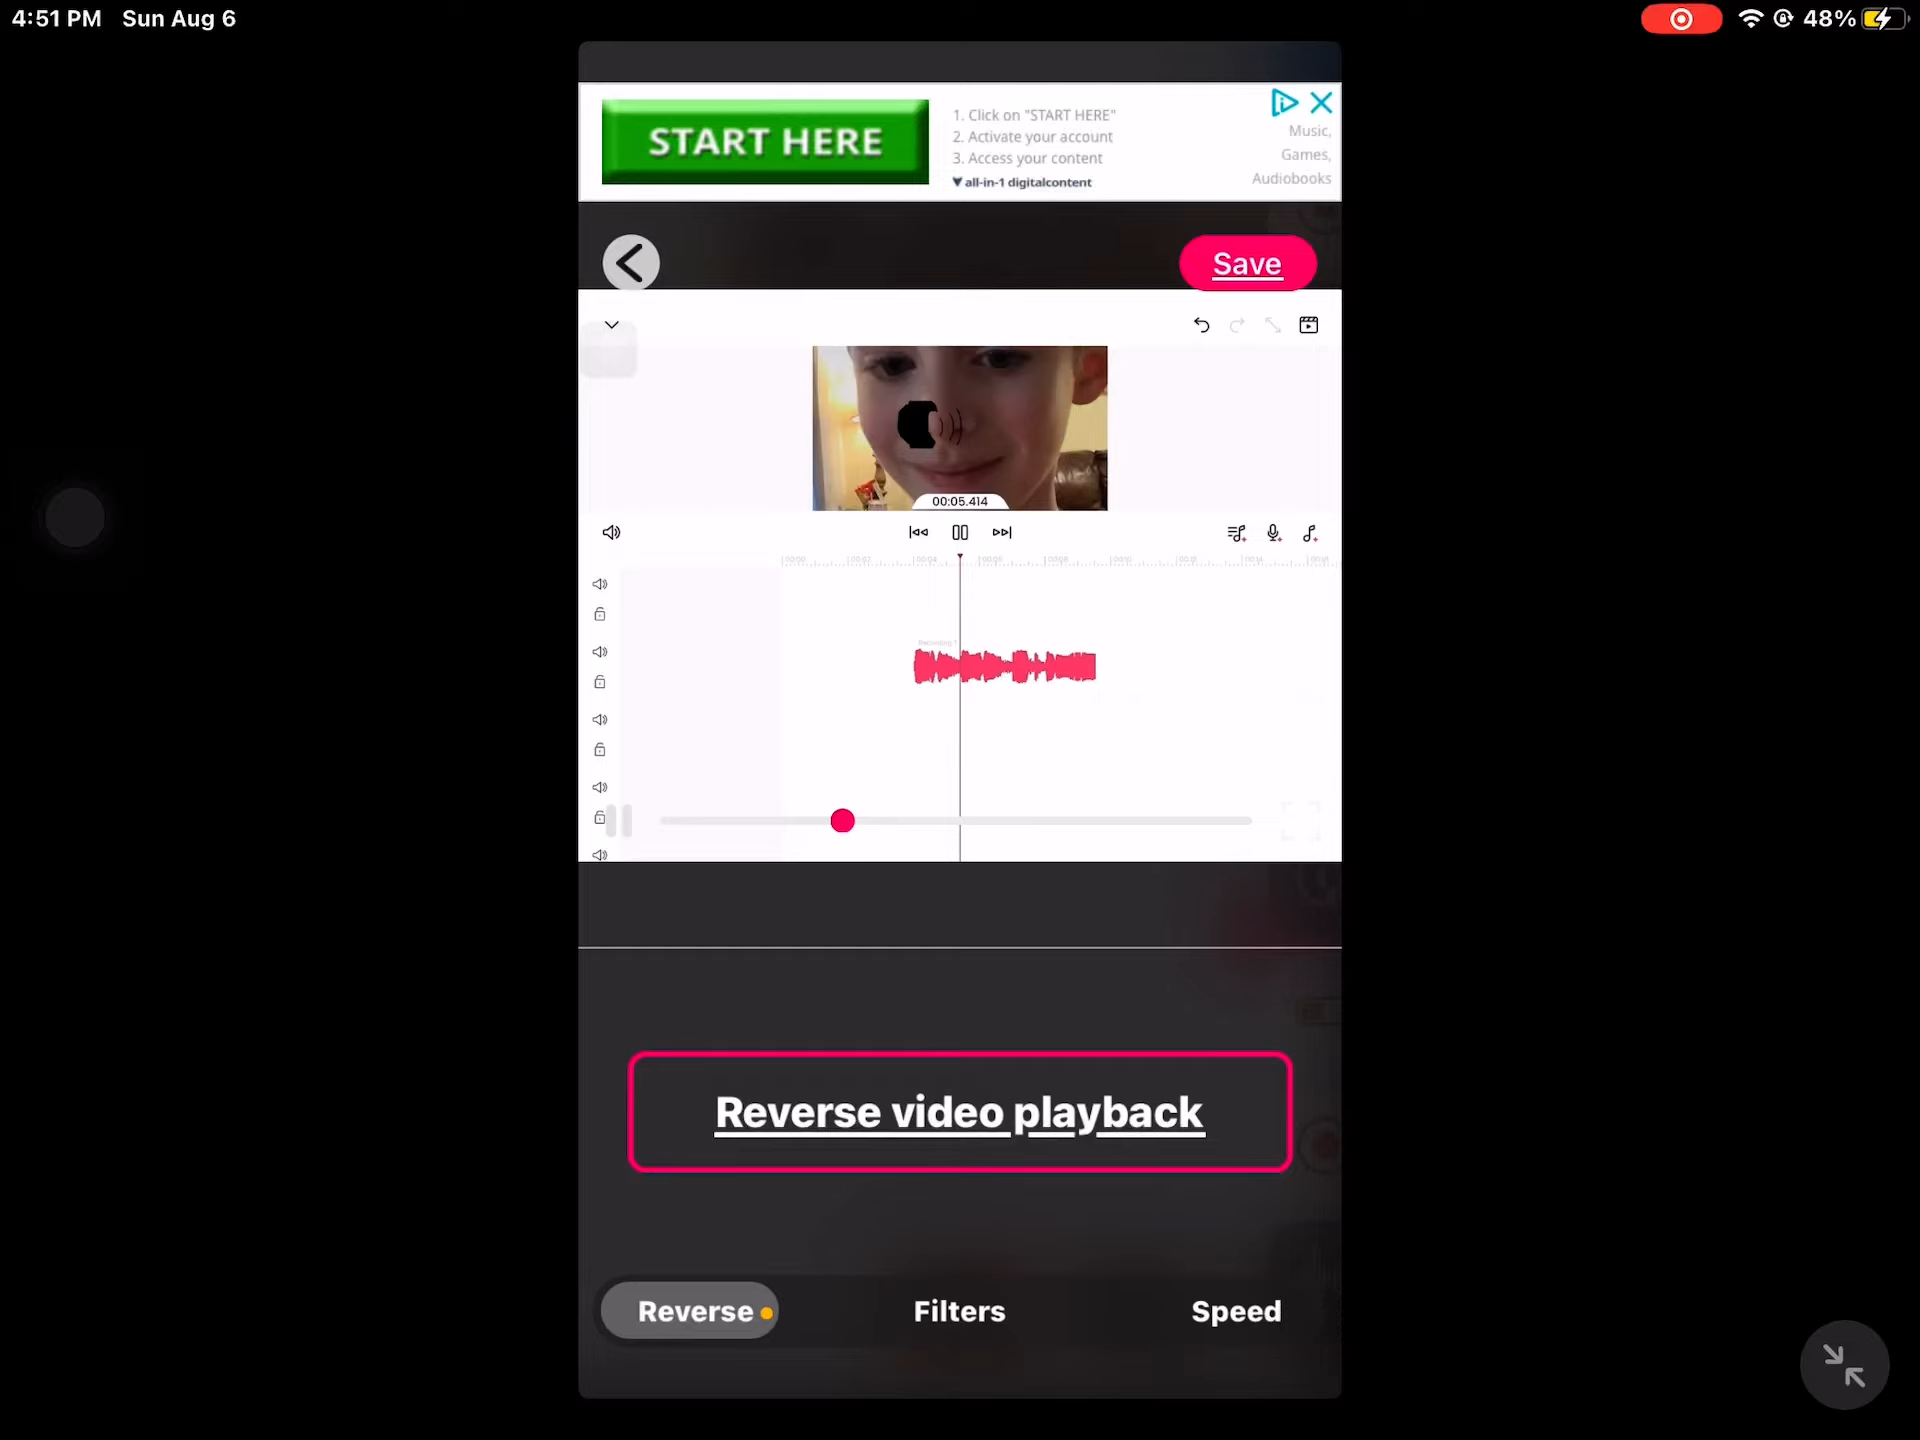 4:51 PM Sun Aug 6
48%
START HERE
1. Click on "START HERE"
2. Activate your account
3. Access your content
all-in-1 digitalcontent
Music,
Games,
Audiobooks
Save
00:05.414
Recording 1
Reverse video playback
Reverse
Filters
Speed